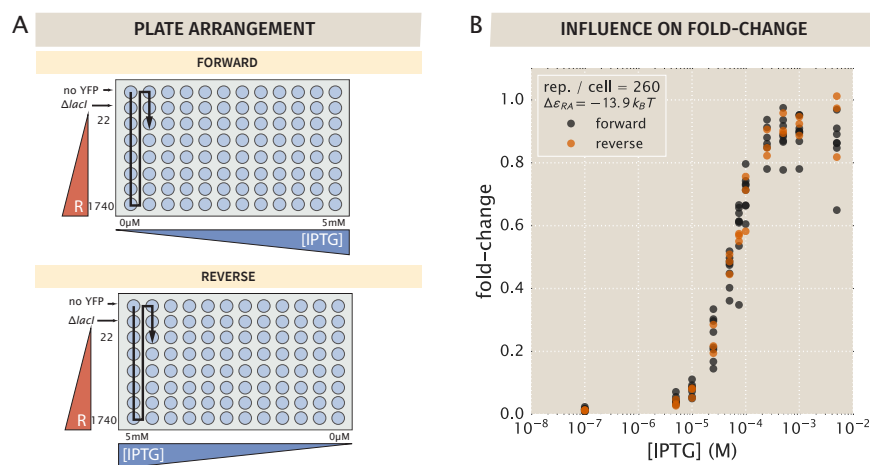 A
PLATE ARRANGEMENT
FORWARD
no YFP
ΔlacI
22
R
1740
0μM
5mM
[IPTG]
REVERSE
no YFP
ΔlacI
22
R
1740
5mM
0μM
[IPTG]
B
INFLUENCE ON FOLD-CHANGE
rep. / cell = 260
Δε_RA = −13.9 k_BT
forward
reverse
fold-change
1.0
0.8
0.6
0.4
0.2
0.0
10⁻⁸ 10⁻⁷ 10⁻⁶ 10⁻⁵ 10⁻⁴ 10⁻³ 10⁻²
[IPTG] (M)